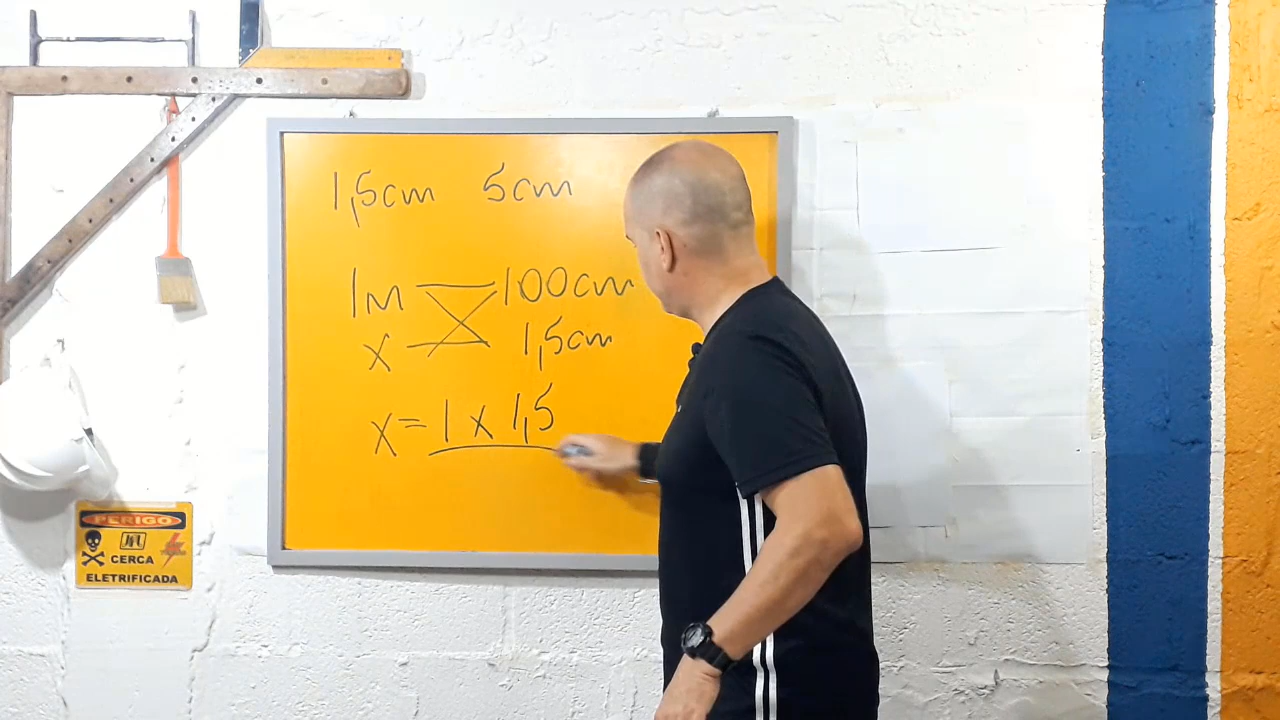 1,5cm 5cm
1m 100cm
x 1,5cm
x = 1 x 1,5
PERIGO
CERCA
ELETRIFICADA